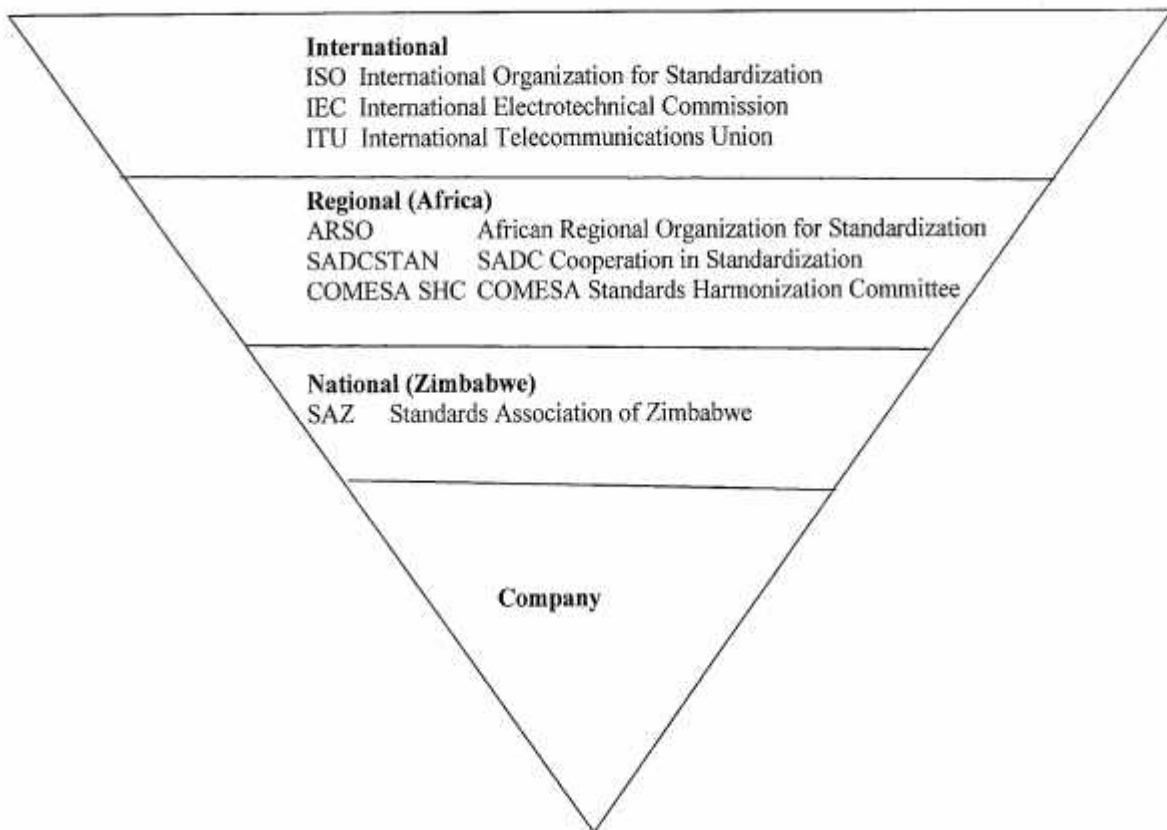 International
ISO International Organization for Standardization
IEC International Electrotechnical Commission
ITU International Telecommunications Union
Regional (Africa)
ARSO African Regional Organization for Standardization
SADCSTAN SADC Cooperation in Standardization
COMESA SHC COMESA Standards Harmonization Committee
National (Zimbabwe)
SAZ Standards Association of Zimbabwe
Company